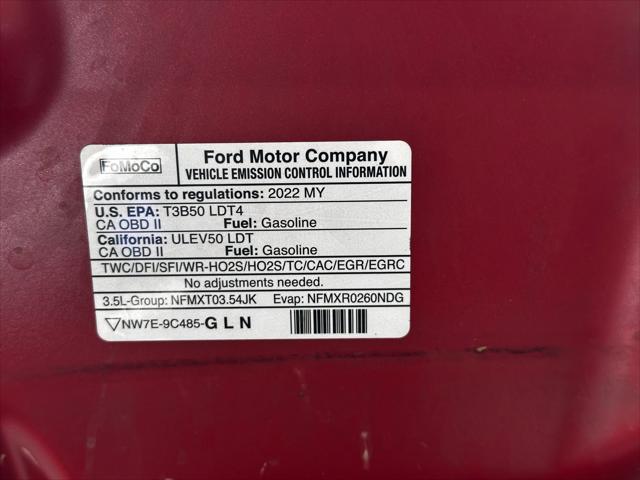 FoMoCo
Ford Motor Company
VEHICLE EMISSION CONTROL INFORMATION
Conforms to regulations: 2022 MY
U.S. EPA: T3B50 LDT4
CA OBD II Fuel: Gasoline
California: ULEV50 LDT
CA OBD II Fuel: Gasoline
TWC/DFI/SFI/WR-HO2S/HO2S/TC/CAC/EGR/EGRC
No adjustments needed.
3.5L-Group: NFMXT03.54JK Evap: NFMXR0260NDG
NW7E-9C485-G L N